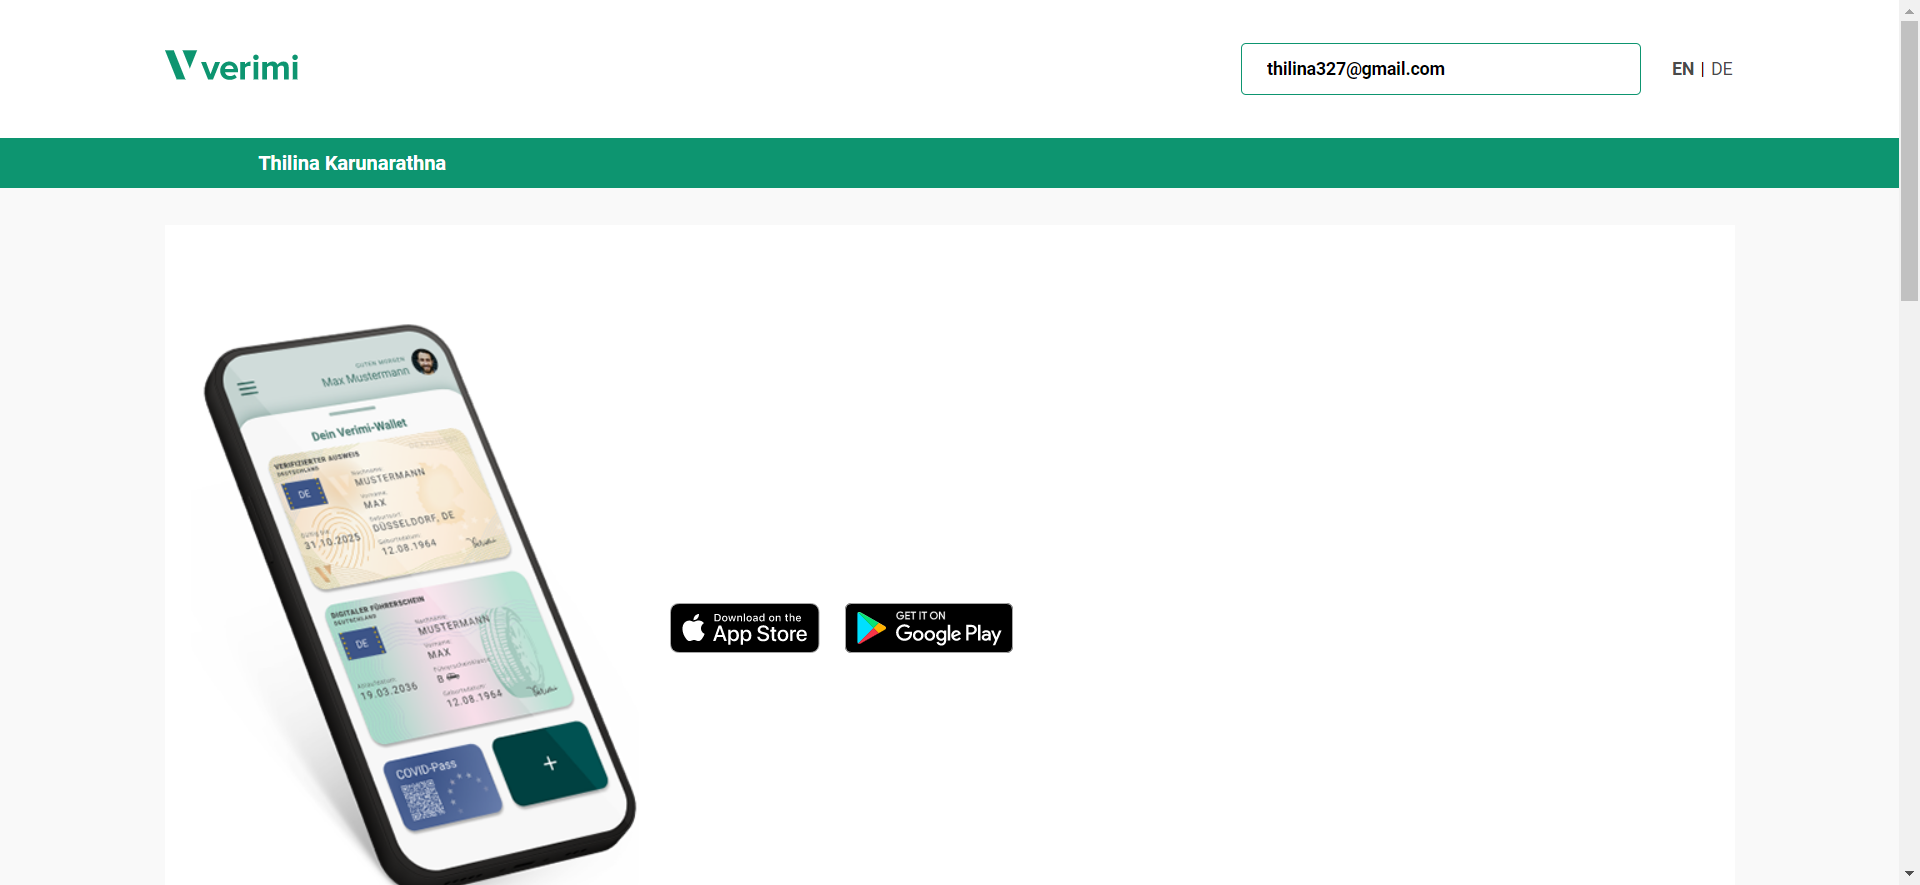 verimi
thilina327@gmail.com
EN | DE
Thilina Karunarathna
GUTEN MORGEN
Max Mustermann
Dein Verimi-Wallet
VERIFIZIERTER AUSWEIS
DEUTSCHLAND
DE
Nachname:
MUSTERMANN
Vorname:
MAX
Geburtsort:
DÜSSELDORF, DE
Gültig bis:
31.10.2025
Geburtsdatum:
12.08.1964
Verimi
DIGITALER FÜHRERSCHEIN
DEUTSCHLAND
DE
Nachname:
MUSTERMANN
Vorname:
MAX
Führerscheinklasse:
B
Ablaufdatum:
19.03.2036
Geburtsdatum:
12.08.1964
Verimi
COVID-Pass
+
Download on the
App Store
GET IT ON
Google Play